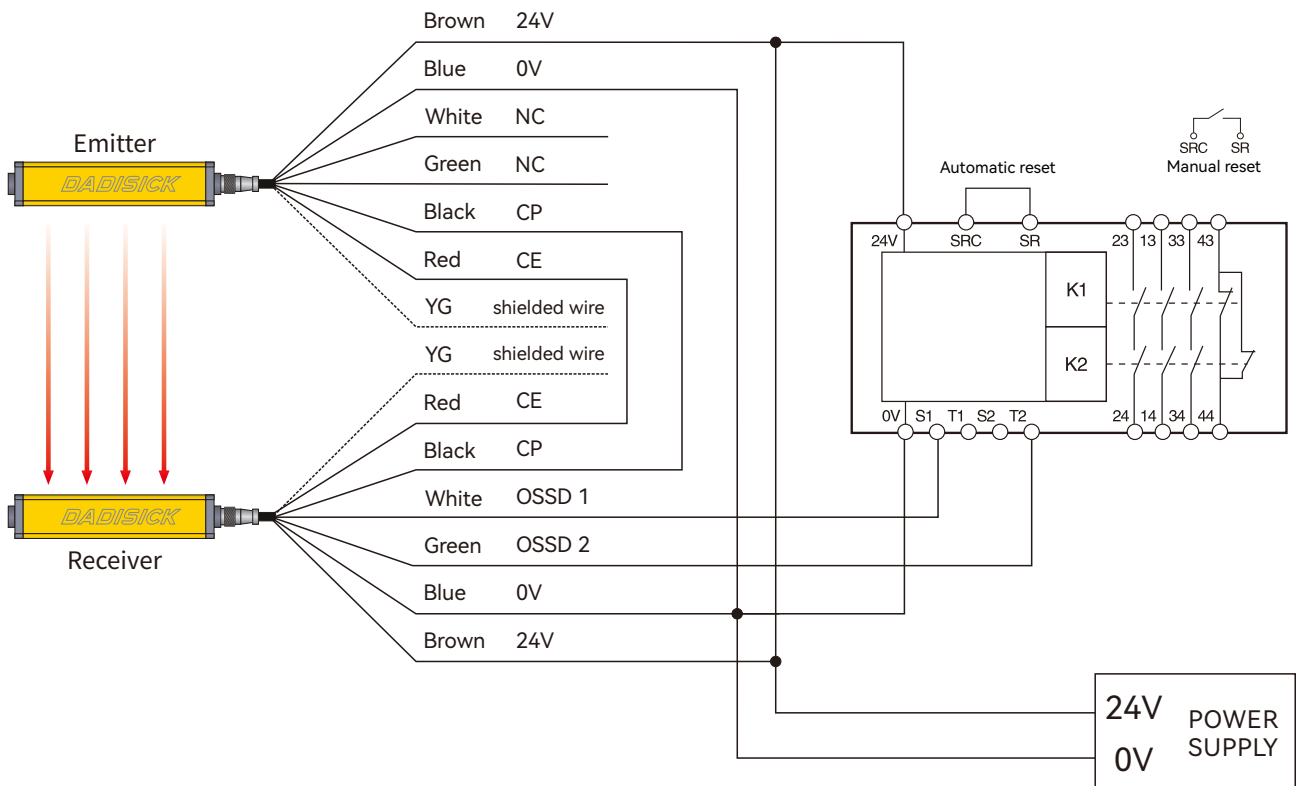 Brown 24V
Blue 0V
White NC
Emitter
Green NC
DADISICK
Black CP
Red CE
YG shielded wire
YG shielded wire
Red CE
Black CP
White OSSD 1
DADISICK
Green OSSD 2
Receiver
Blue 0V
Brown 24V
SRC SR
Manual reset
Automatic reset
24V SRC SR 23 13 33 43
K1
K2
0V S1 T1 S2 T2 24 14 34 44
24V
0V
POWER
SUPPLY